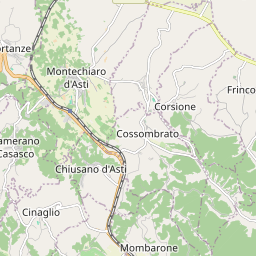 ortanze
Montechiaro
d'Asti
Frinco
Corsione
Cossombrato
amerano
Casasco
Chiusano d'Asti
Cinaglio
Mombarone